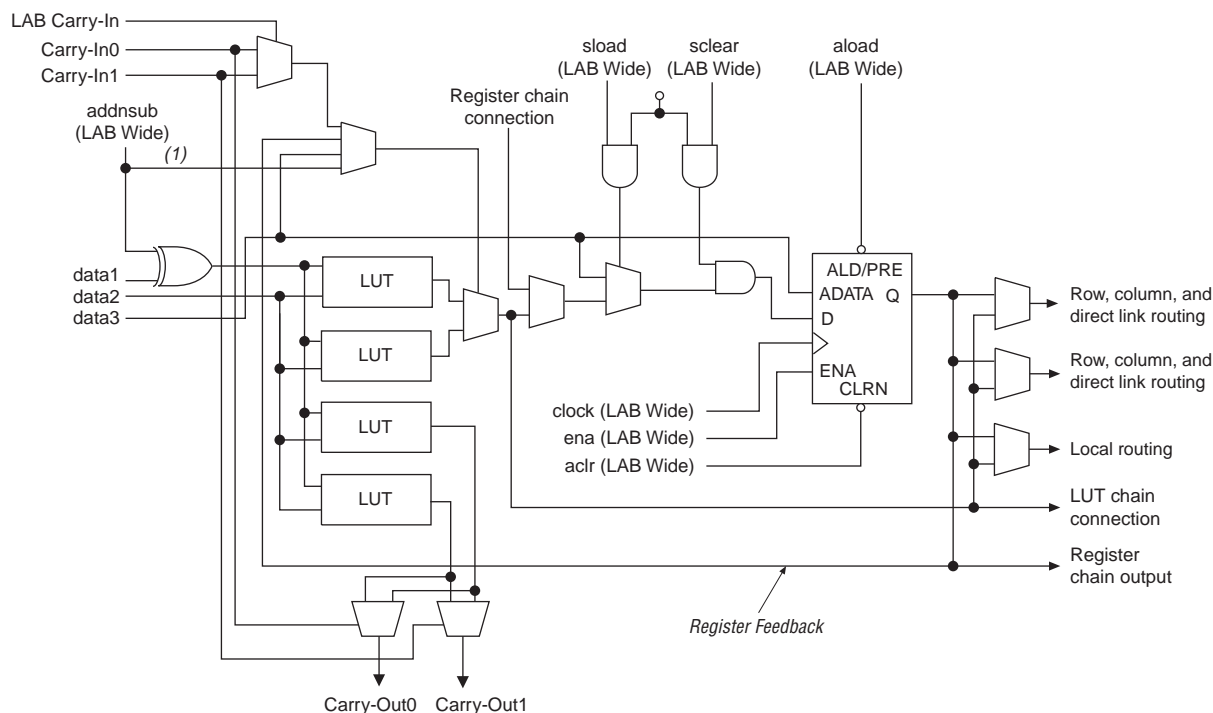 LAB Carry-In
Carry-In0
Carry-In1
addnsub
(LAB Wide)
(1)
Register chain
connection
sload
(LAB Wide)
sclear
(LAB Wide)
aload
(LAB Wide)
data1
data2
data3
LUT
LUT
LUT
LUT
ALD/PRE
ADATA
Q
D
ENA
CLRN
clock (LAB Wide)
ena (LAB Wide)
aclr (LAB Wide)
Row, column, and
direct link routing
Row, column, and
direct link routing
Local routing
LUT chain
connection
Register
chain output
Register Feedback
Carry-Out0
Carry-Out1